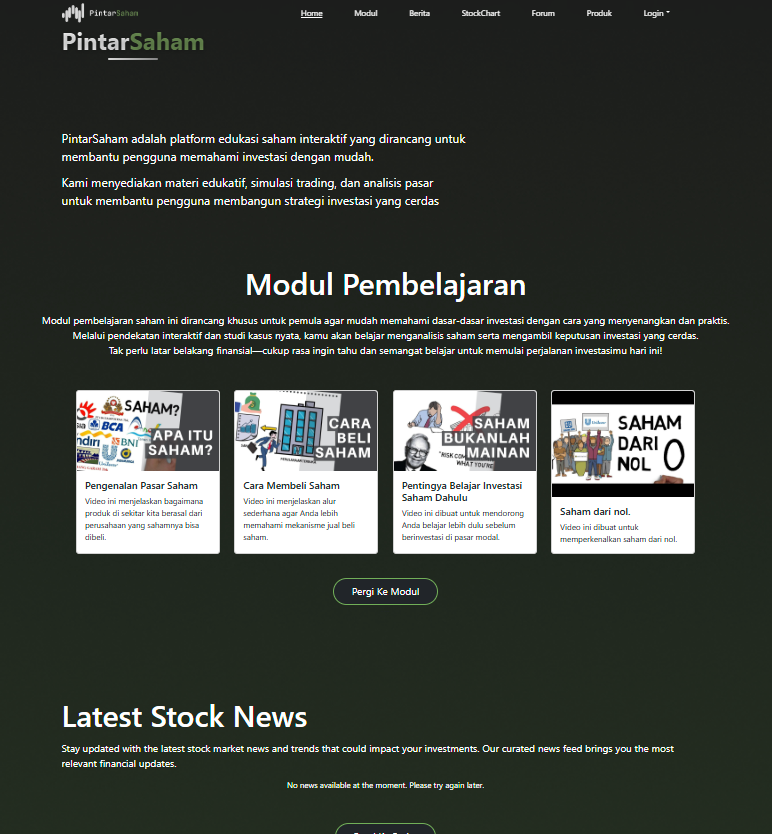 PintarSaham
Home Modul Berita StockChart Forum Produk Login
PintarSaham
PintarSaham adalah platform edukasi saham interaktif yang dirancang untuk
membantu pengguna memahami investasi dengan mudah.
Kami menyediakan materi edukatif, simulasi trading, dan analisis pasar
untuk membantu pengguna membangun strategi investasi yang cerdas
Modul Pembelajaran
Modul pembelajaran saham ini dirancang khusus untuk pemula agar mudah memahami dasar-dasar investasi dengan cara yang menyenangkan dan praktis.
Melalui pendekatan interaktif dan studi kasus nyata, kamu akan belajar menganalisis saham serta mengambil keputusan investasi yang cerdas.
Tak perlu latar belakang finansial—cukup rasa ingin tahu dan semangat belajar untuk memulai perjalanan investasimu hari ini!
SAHAM?
BCA
BNI
Unilever
APA ITU
SAHAM?
Pengenalan Pasar Saham
Video ini menjelaskan bagaimana
produk di sekitar kita berasal dari
perusahaan yang sahamnya bisa
dibeli.
CARA
BELI
SAHAM
Cara Membeli Saham
Video ini menjelaskan alur
sederhana agar Anda lebih
memahami mekanisme jual beli
saham.
SAHAM
BUKANLAH
MAINAN
"RISK COM
WHAT YOU'RE
Pentingya Belajar Investasi
Saham Dahulu
Video ini dibuat untuk mendorong
Anda belajar lebih dulu sebelum
berinvestasi di pasar modal.
SAHAM
DARI
NOL
0
Saham dari nol.
Video ini dibuat untuk
memperkenalkan saham dari nol.
Pergi Ke Modul
Latest Stock News
Stay updated with the latest stock market news and trends that could impact your investments. Our curated news feed brings you the most
relevant financial updates.
No news available at the moment. Please try again later.